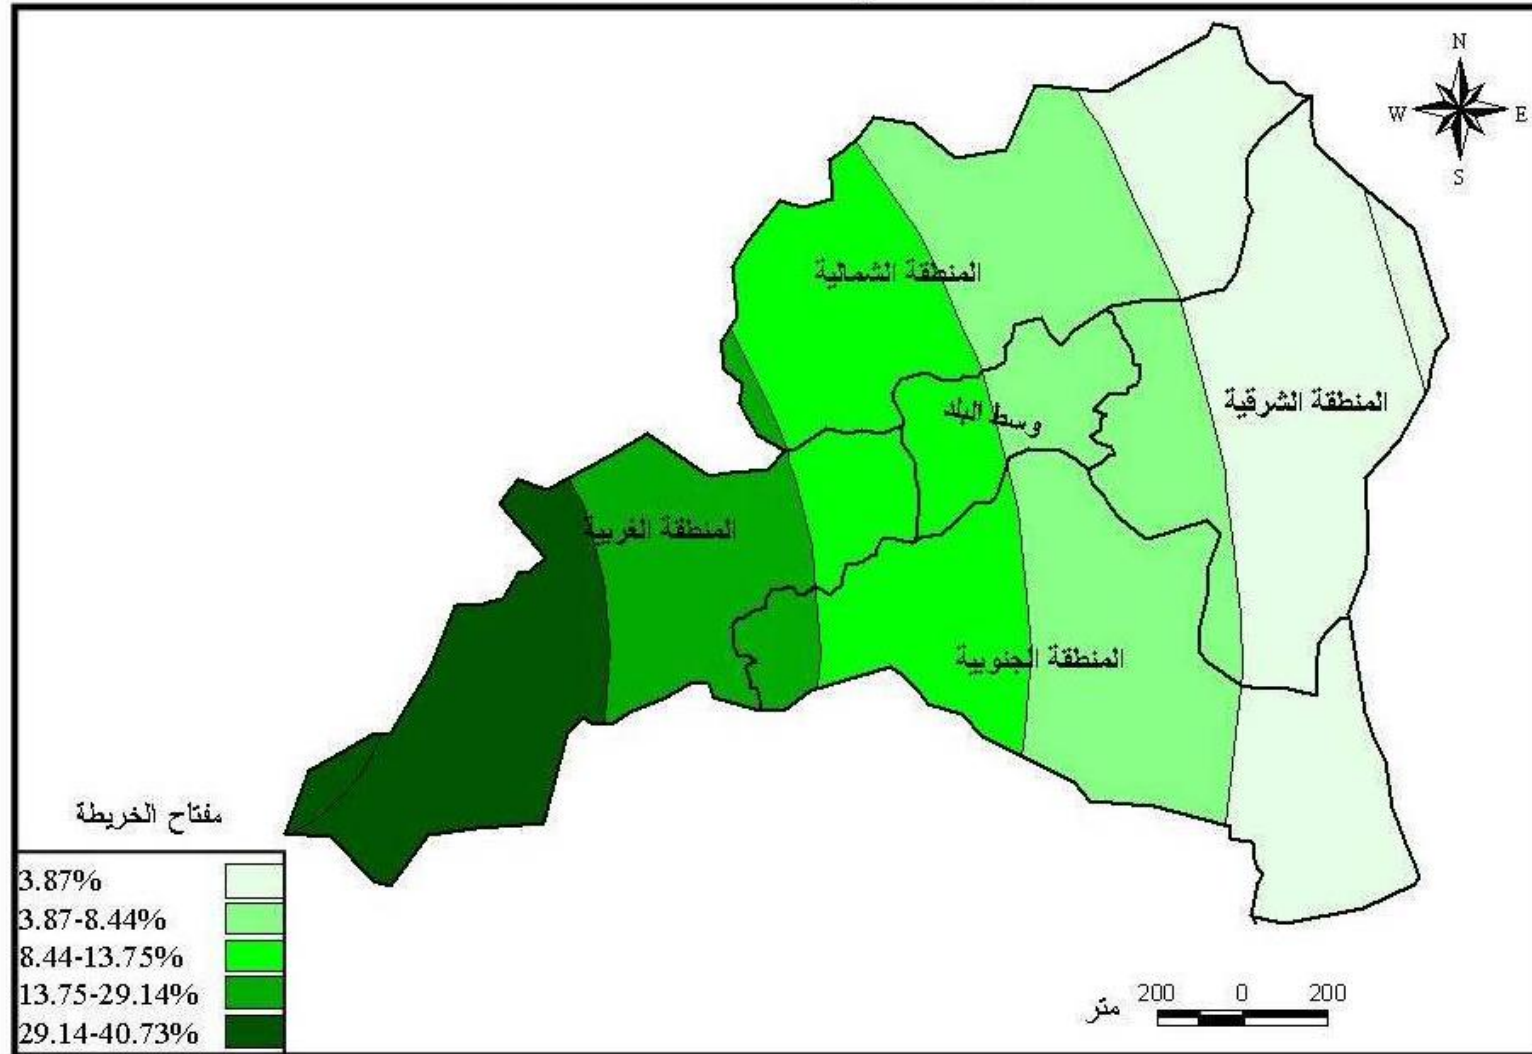 N
W E
S
المنطقة الشمالية
وسط البلد
المنطقة الشرقية
المنطقة الغربية
المنطقة الجنوبية
مفتاح الخريطة
3.87%
3.87-8.44%
8.44-13.75%
13.75-29.14%
29.14-40.73%
200 0 200
متر